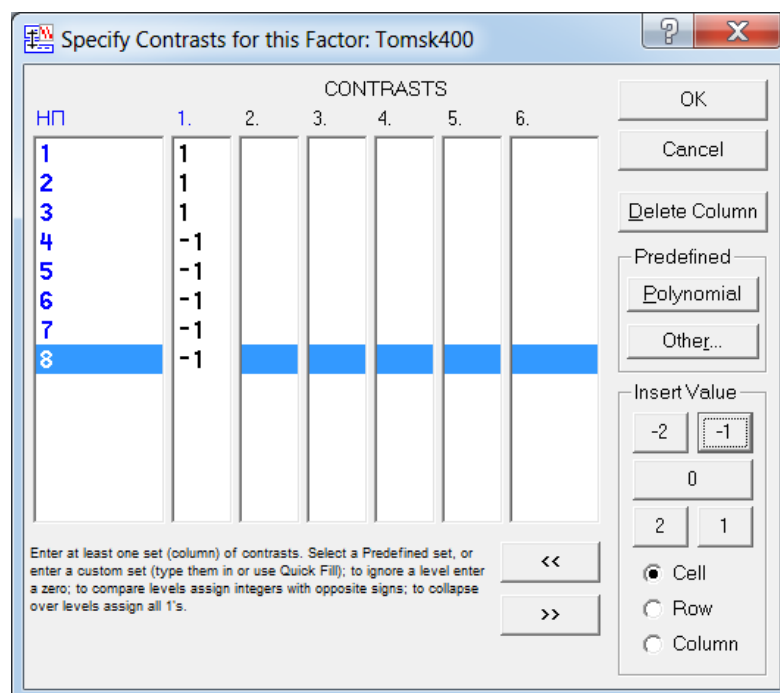 Specify Contrasts for this Factor: Tomsk400
CONTRASTS
НП 1. 2. 3. 4. 5. 6.
1 1
2 1
3 1
4 -1
5 -1
6 -1
7 -1
8 -1
Enter at least one set (column) of contrasts. Select a Predefined set, or
enter a custom set (type them in or use Quick Fill); to ignore a level enter
a zero; to compare levels assign integers with opposite signs; to collapse
over levels assign all 1's.
<<
>>
OK
Cancel
Delete Column
Predefined
Polynomial
Other...
Insert Value
-2 -1
0
2 1
Cell
Row
Column